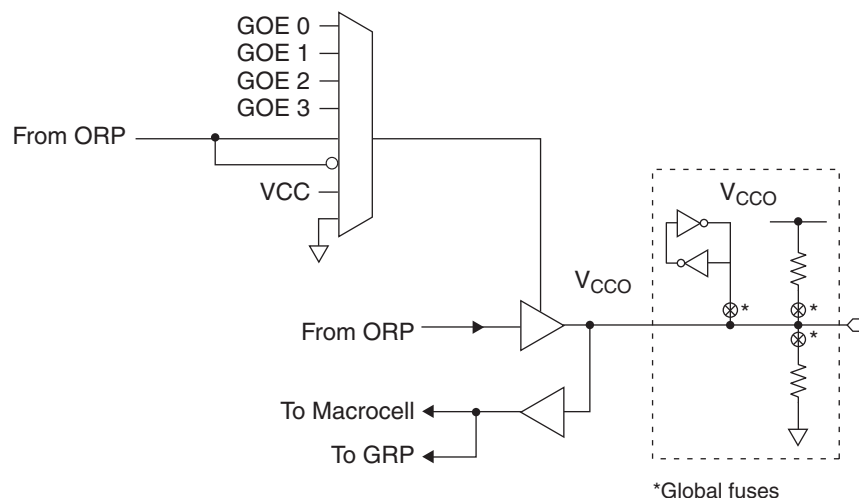 GOE 0
GOE 1
GOE 2
GOE 3
From ORP
VCC
VCCO
VCCO
*
*
*
From ORP
To Macrocell
To GRP
*Global fuses